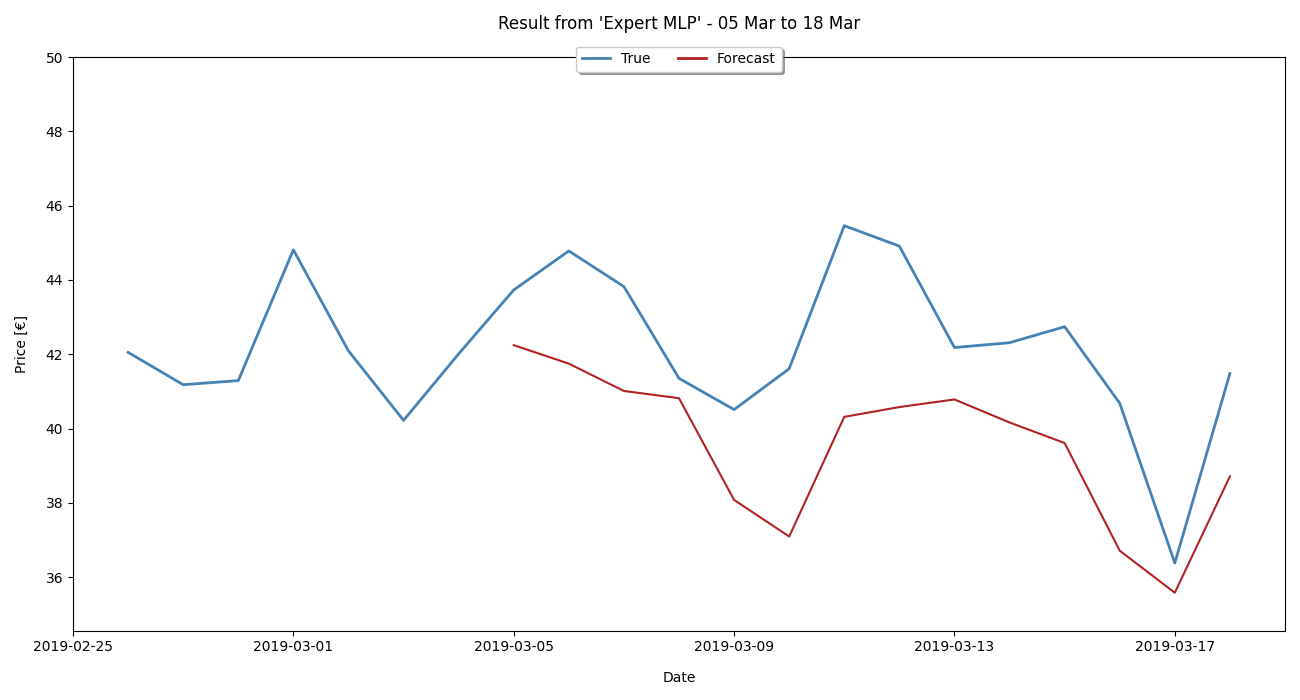 Result from 'Expert MLP' - 05 Mar to 18 Mar
True Forecast
50
48
46
44
42
40
38
36
Price [€]
2019-02-25 2019-03-01 2019-03-05 2019-03-09 2019-03-13 2019-03-17
Date